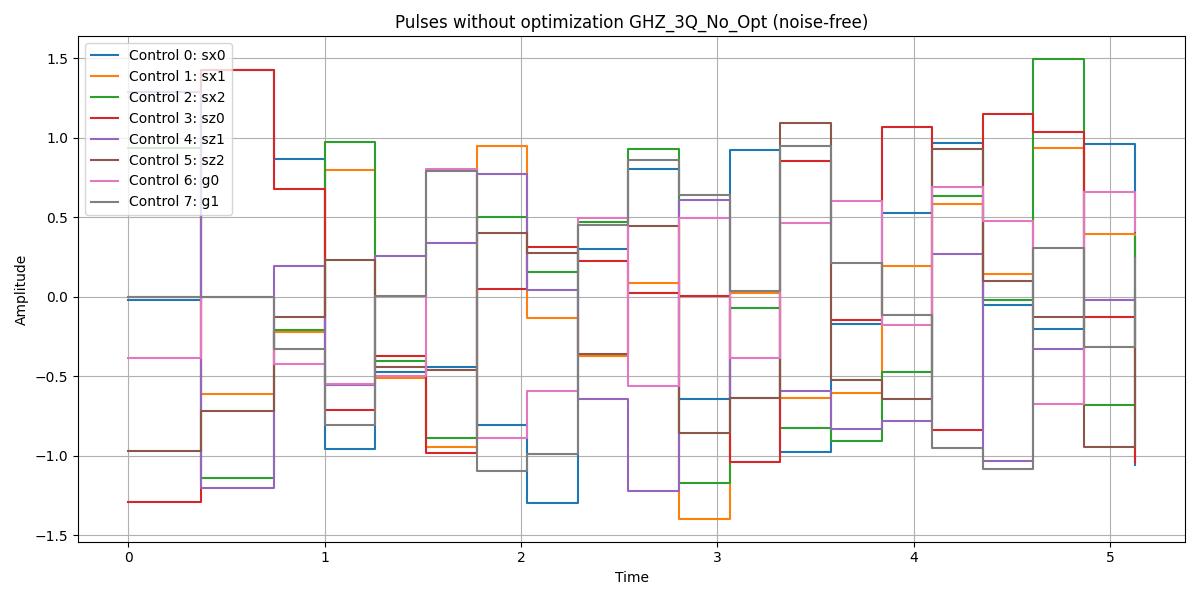 Pulses without optimization GHZ_3Q_No_Opt (noise-free)
Control 0: sx0
Control 1: sx1
Control 2: sx2
Control 3: sz0
Control 4: sz1
Control 5: sz2
Control 6: g0
Control 7: g1
1.5
1.0
0.5
0.0
−0.5
−1.0
−1.5
Amplitude
0 1 2 3 4 5
Time